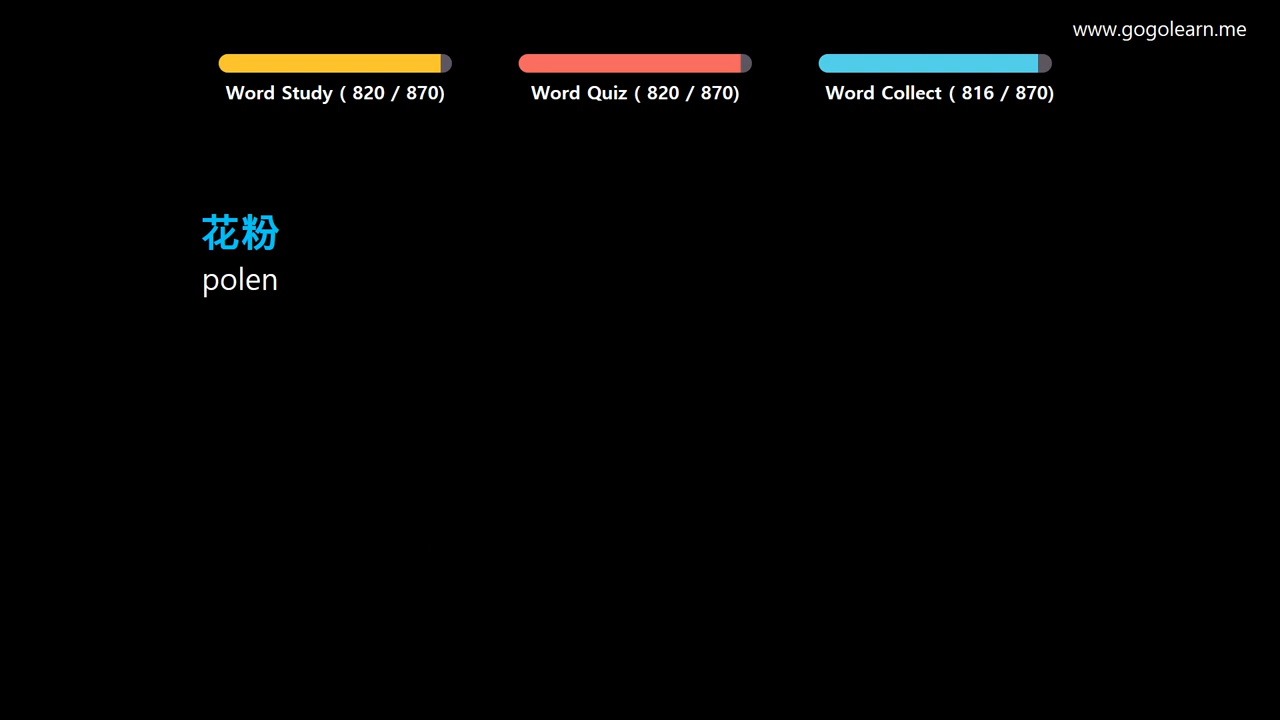 www.gogolearn.me
Word Study ( 820 / 870)
Word Quiz ( 820 / 870)
Word Collect ( 816 / 870)
花粉
polen